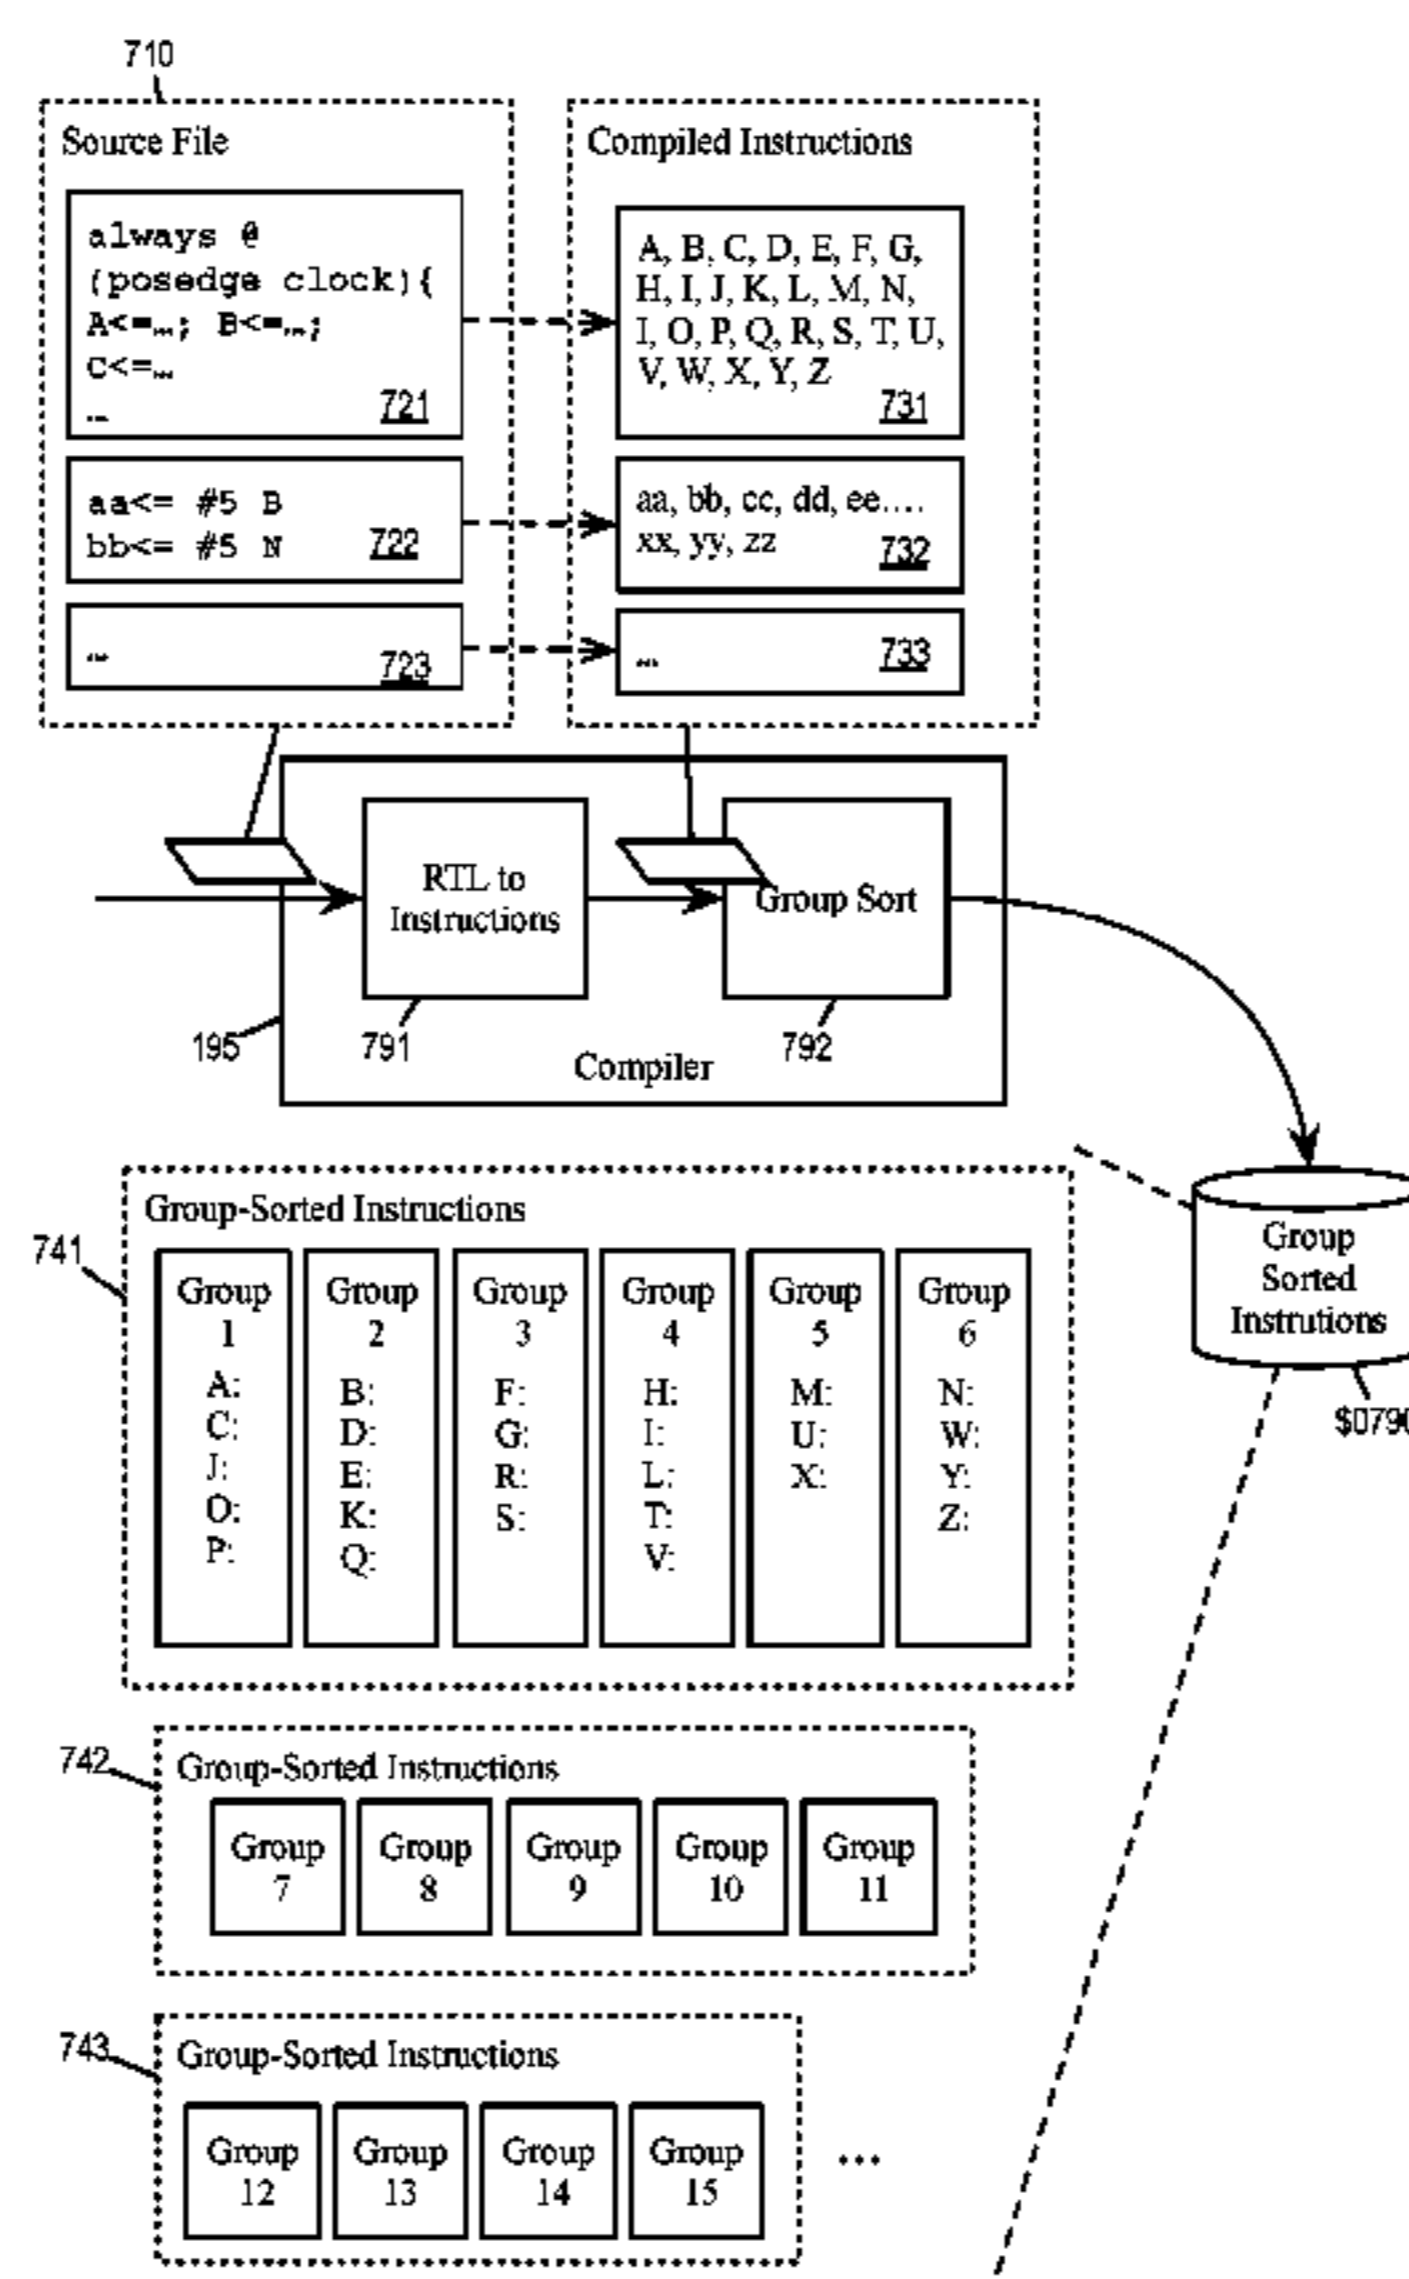 710
Source File
always @
(posedge clock){
A<=…; B<=…;
C<=…
…
721
aa<= #5 B
bb<= #5 N
722
…
723
Compiled Instructions
A, B, C, D, E, F, G,
H, I, J, K, L, M, N,
I, O, P, Q, R, S, T, U,
V, W, X, Y, Z
731
aa, bb, cc, dd, ee….
xx, yy, zz
732
…
733
RTL to
Instructions
Group Sort
195
791
792
Compiler
Group
Sorted
Instrutions
$0790
741
Group-Sorted Instructions
Group
1
A:
C:
J:
O:
P:
Group
2
B:
D:
E:
K:
Q:
Group
3
F:
G:
R:
S:
Group
4
H:
I:
L:
T:
V:
Group
5
M:
U:
X:
Group
6
N:
W:
Y:
Z:
742
Group-Sorted Instructions
Group
7
Group
8
Group
9
Group
10
Group
11
743
Group-Sorted Instructions
Group
12
Group
13
Group
14
Group
15
…